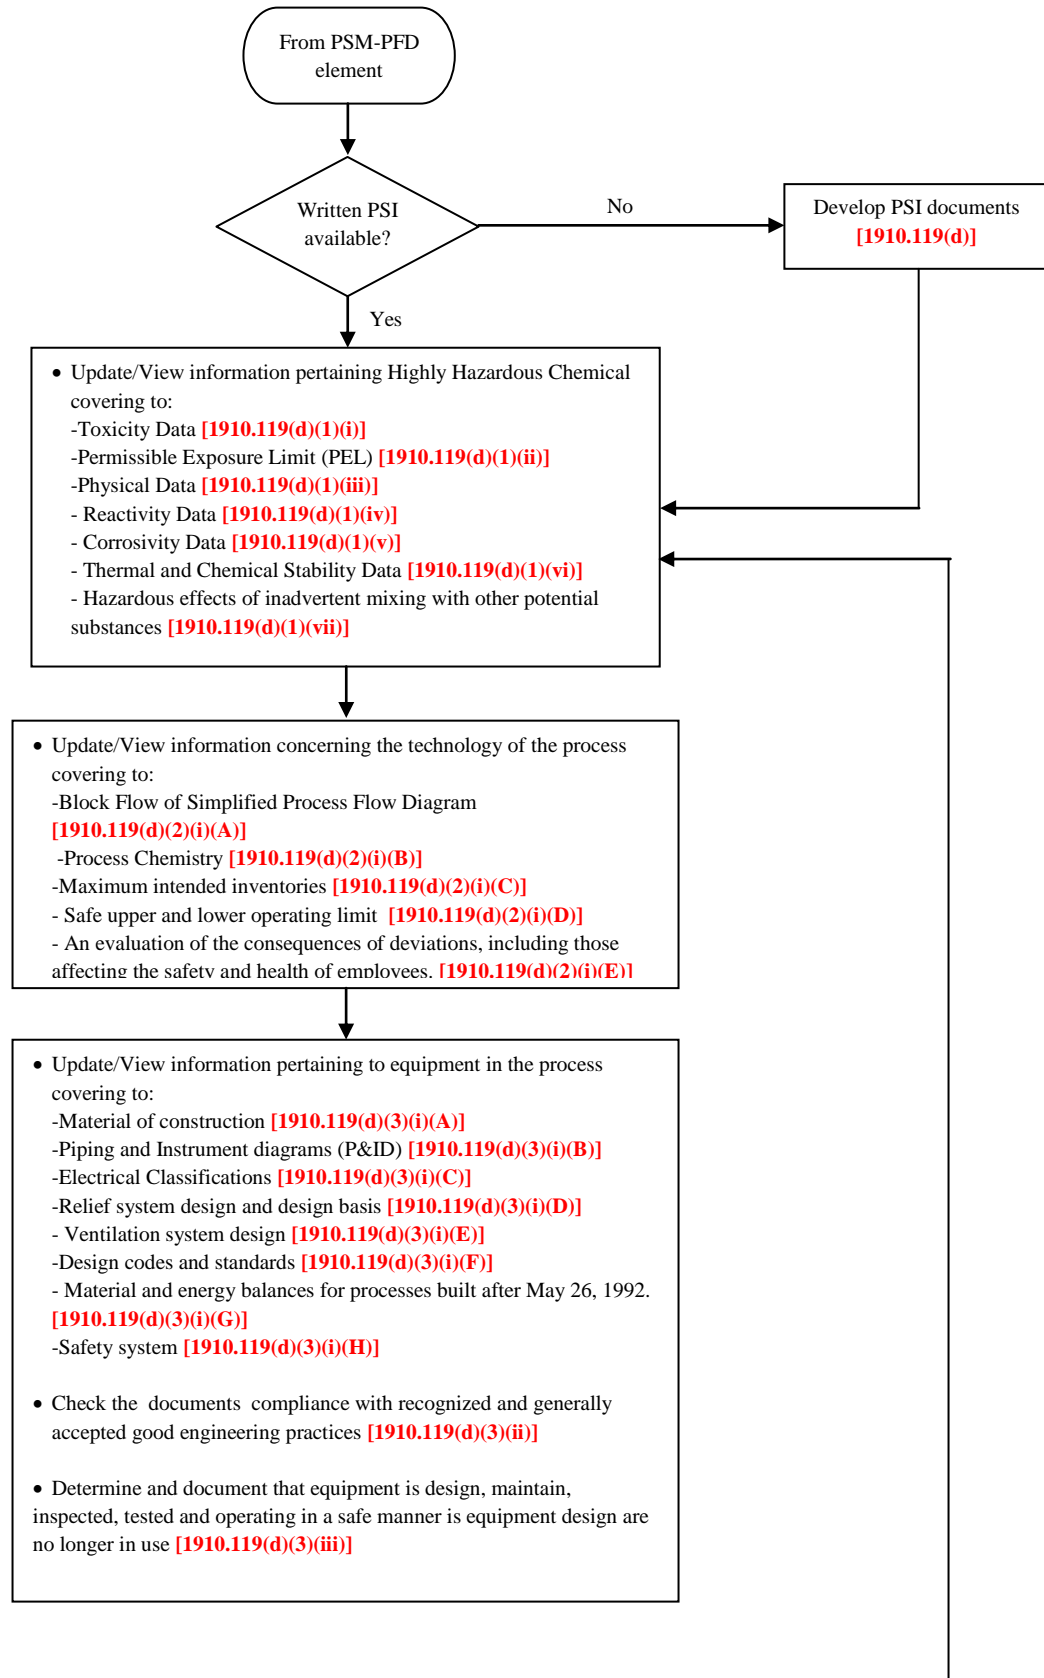 From PSM-PFD
element
Written PSI
available?
No
Develop PSI documents
[1910.119(d)]
Yes
• Update/View information pertaining Highly Hazardous Chemical
covering to:
-Toxicity Data [1910.119(d)(1)(i)]
-Permissible Exposure Limit (PEL) [1910.119(d)(1)(ii)]
-Physical Data [1910.119(d)(1)(iii)]
- Reactivity Data [1910.119(d)(1)(iv)]
- Corrosivity Data [1910.119(d)(1)(v)]
- Thermal and Chemical Stability Data [1910.119(d)(1)(vi)]
- Hazardous effects of inadvertent mixing with other potential
substances [1910.119(d)(1)(vii)]
• Update/View information concerning the technology of the process
covering to:
-Block Flow of Simplified Process Flow Diagram
[1910.119(d)(2)(i)(A)]
-Process Chemistry [1910.119(d)(2)(i)(B)]
-Maximum intended inventories [1910.119(d)(2)(i)(C)]
- Safe upper and lower operating limit [1910.119(d)(2)(i)(D)]
- An evaluation of the consequences of deviations, including those
affecting the safety and health of employees. [1910.119(d)(2)(i)(E)]
• Update/View information pertaining to equipment in the process
covering to:
-Material of construction [1910.119(d)(3)(i)(A)]
-Piping and Instrument diagrams (P&ID) [1910.119(d)(3)(i)(B)]
-Electrical Classifications [1910.119(d)(3)(i)(C)]
-Relief system design and design basis [1910.119(d)(3)(i)(D)]
- Ventilation system design [1910.119(d)(3)(i)(E)]
-Design codes and standards [1910.119(d)(3)(i)(F)]
- Material and energy balances for processes built after May 26, 1992.
[1910.119(d)(3)(i)(G)]
-Safety system [1910.119(d)(3)(i)(H)]
• Check the documents compliance with recognized and generally
accepted good engineering practices [1910.119(d)(3)(ii)]
• Determine and document that equipment is design, maintain,
inspected, tested and operating in a safe manner is equipment design are
no longer in use [1910.119(d)(3)(iii)]